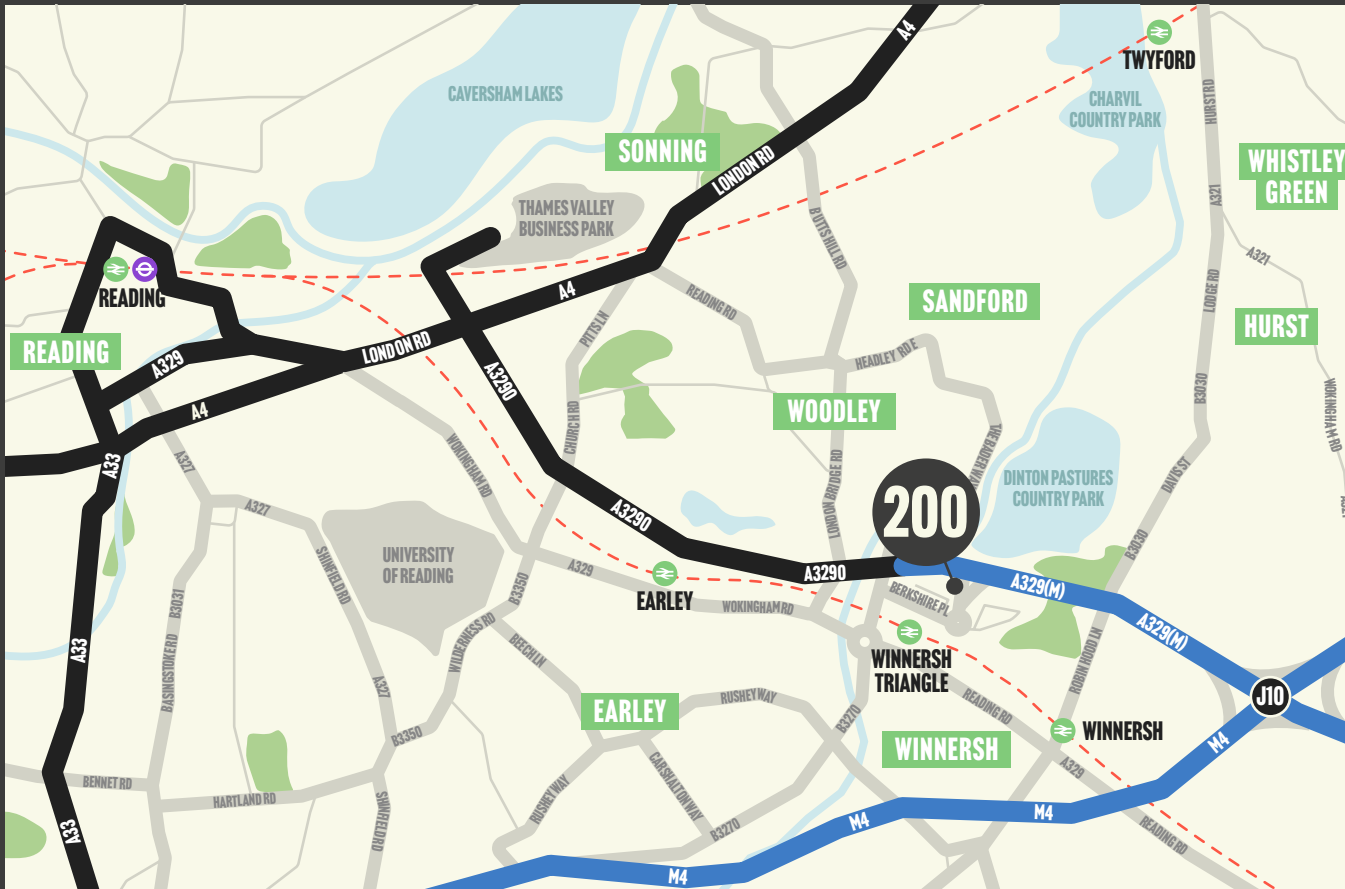 A4
TWYFORD
CAVERSHAM LAKES
CHARVIL
COUNTRY PARK
HURST RD
SONNING
LONDON RD
WHISTLEY
GREEN
A321
THAMES VALLEY
BUSINESS PARK
BUTTS HILL RD
A321
READING
A4
READING RD
SANDFORD
LODGE RD
HURST
PITTS LN
READING
A329
LONDON RD
HEADLEY RD E
A3290
B3030
WOKINGHAM RD
A4
WOODLEY
CHURCH RD
A33
A327
WOKINGHAM RD
LONDON BRIDGE RD
THE BADER WAY
DINTON PASTURES
COUNTRY PARK
DAVIS ST
200
A327
A3290
B3030
SHINFIELD RD
UNIVERSITY
OF READING
A329
A3290
A329(M)
B3031
B3350
EARLEY
WOKINGHAM RD
BERKSHIRE PL
A329(M)
WILDERNESS RD
BEECH LN
WINNERSH
TRIANGLE
ROBIN HOOD LN
A33
BASINGSTOKE RD
A327
RUSHEY WAY
READING RD
J10
EARLEY
B3270
B3350
WINNERSH
WINNERSH
M4
A329
BENNET RD
HARTLAND RD
RUSHEY WAY
CARSHALTON WAY
SHINFIELD RD
A33
B3270
M4
M4
READING RD
M4